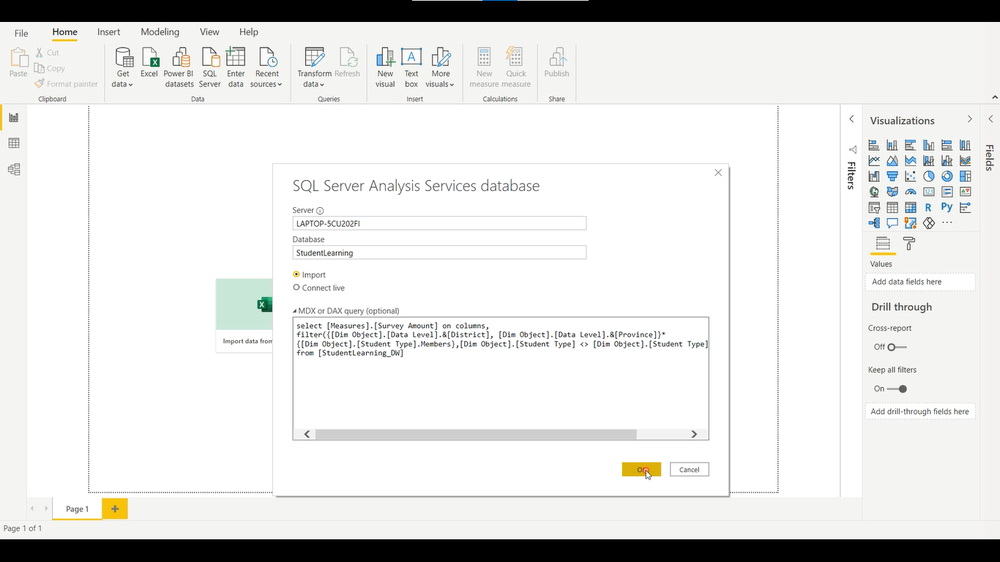 File Home Insert Modeling View Help
Paste
Cut
Copy
Format painter
Clipboard
Get data
Excel
Power BI datasets
SQL Server
Enter data
Recent sources
Data
Transform data
Refresh
Queries
New visual
Text box
More visuals
Insert
New measure
Quick measure
Calculations
Publish
Share
SQL Server Analysis Services database
Server
LAPTOP-5CU202FI
Database
StudentLearning
Import
Connect live
MDX or DAX query (optional)
select [Measures].[Survey Amount] on columns,
filter({[Dim Object].[Data Level].&[District], [Dim Object].[Data Level].&[Province]}*
{[Dim Object].[Student Type].Members},[Dim Object].[Student Type] <> [Dim Object].[Student Type]
from [StudentLearning_DW]
Cancel
Import data from
Filters
Visualizations
R
Py
Values
Add data fields here
Drill through
Cross-report
Off
Keep all filters
On
Add drill-through fields here
Fields
Page 1
Page 1 of 1